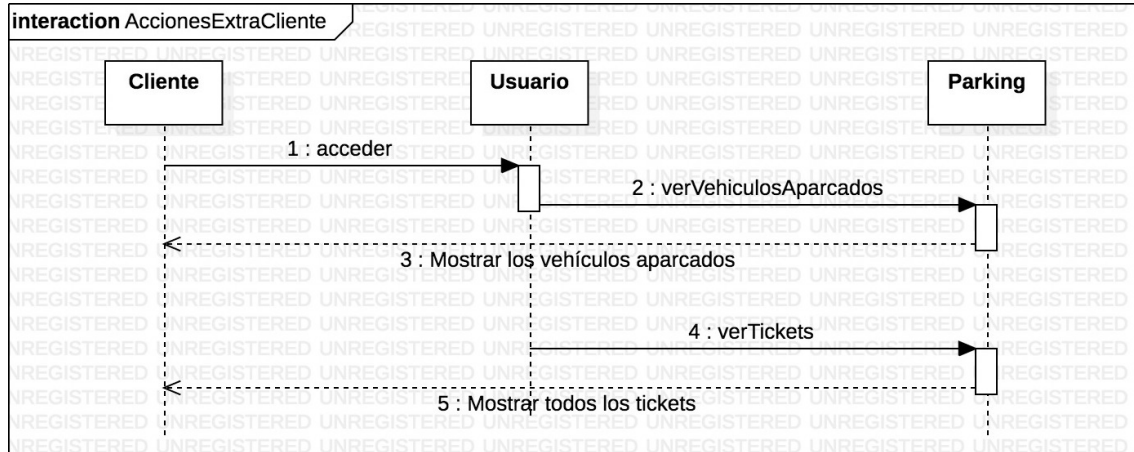 interaction AccionesExtraCliente
Cliente
Usuario
Parking
1 : acceder
2 : verVehiculosAparcados
3 : Mostrar los vehículos aparcados
4 : verTickets
5 : Mostrar todos los tickets
UNREGISTERED